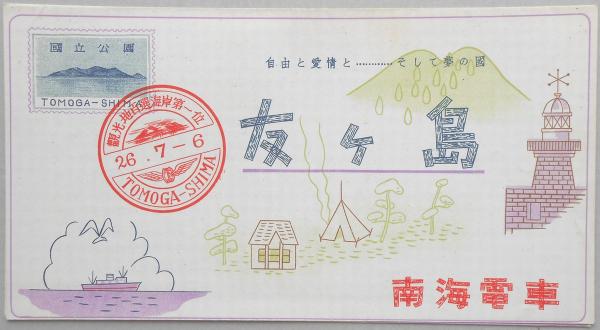 國立公園
TOMOGA-SHIMA
観光地百選海岸第一位
26.7-6
TOMOGA-SHIMA
自由と愛情と…………そして夢の國
友ヶ島
南海電車